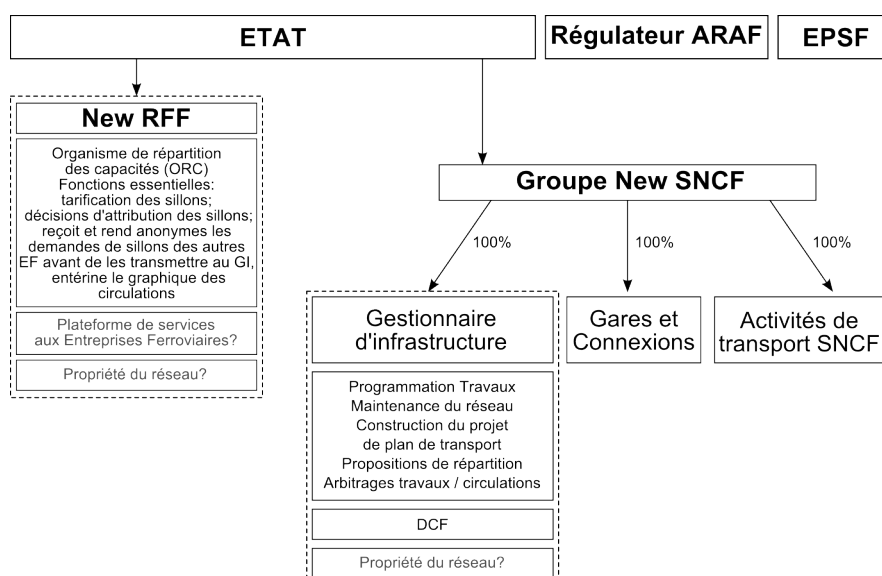 ETAT
Régulateur ARAF
EPSF
New RFF
Organisme de répartition
des capacités (ORC)
Fonctions essentielles:
tarification des sillons;
décisions d'attribution des sillons;
reçoit et rend anonymes les
demandes de sillons des autres
EF avant de les transmettre au GI,
entérine le graphique des
circulations
Plateforme de services
aux Entreprises Ferroviaires?
Propriété du réseau?
Groupe New SNCF
100%
100%
100%
Gestionnaire
d'infrastructure
Programmation Travaux
Maintenance du réseau
Construction du projet
de plan de transport
Propositions de répartition
Arbitrages travaux / circulations
DCF
Propriété du réseau?
Gares et
Connexions
Activités de
transport SNCF